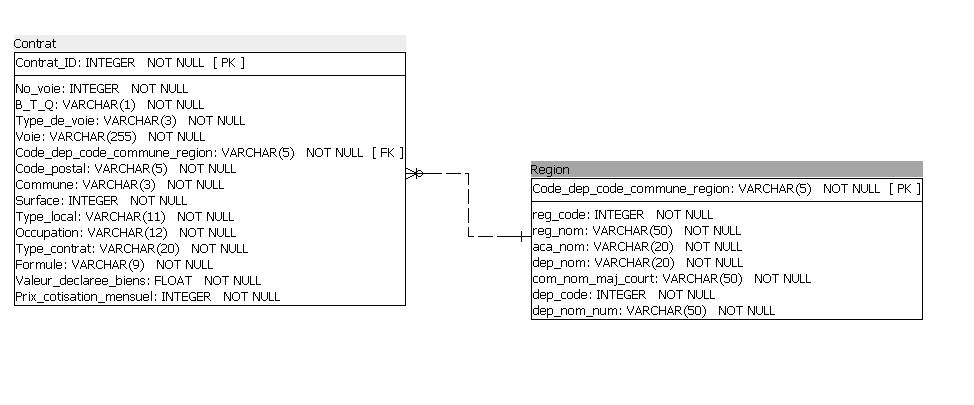 Contrat
Contrat_ID: INTEGER NOT NULL [ PK ]
No_voie: INTEGER NOT NULL
B_T_Q: VARCHAR(1) NOT NULL
Type_de_voie: VARCHAR(3) NOT NULL
Voie: VARCHAR(255) NOT NULL
Code_dep_code_commune_region: VARCHAR(5) NOT NULL [ FK ]
Code_postal: VARCHAR(5) NOT NULL
Commune: VARCHAR(3) NOT NULL
Surface: INTEGER NOT NULL
Type_local: VARCHAR(11) NOT NULL
Occupation: VARCHAR(12) NOT NULL
Type_contrat: VARCHAR(20) NOT NULL
Formule: VARCHAR(9) NOT NULL
Valeur_declaree_biens: FLOAT NOT NULL
Prix_cotisation_mensuel: INTEGER NOT NULL
Region
Code_dep_code_commune_region: VARCHAR(5) NOT NULL [ PK ]
reg_code: INTEGER NOT NULL
reg_nom: VARCHAR(50) NOT NULL
aca_nom: VARCHAR(20) NOT NULL
dep_nom: VARCHAR(20) NOT NULL
com_nom_maj_court: VARCHAR(50) NOT NULL
dep_code: INTEGER NOT NULL
dep_nom_num: VARCHAR(50) NOT NULL